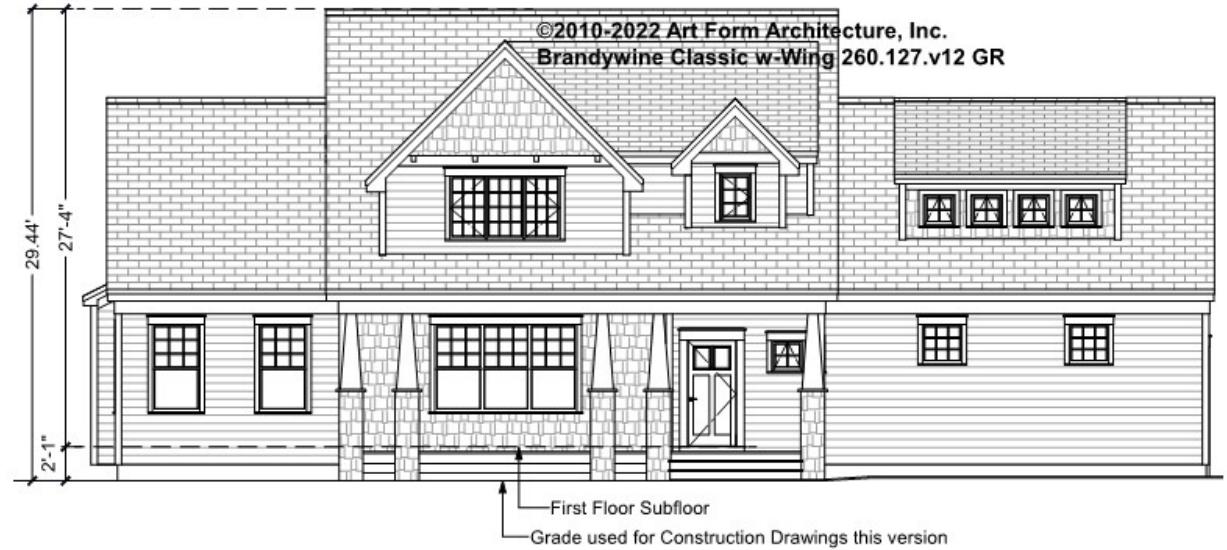 ©2010-2022 Art Form Architecture, Inc.
Brandywine Classic w-Wing 260.127.v12 GR
29.44'
27'-4"
2'-1"
First Floor Subfloor
Grade used for Construction Drawings this version